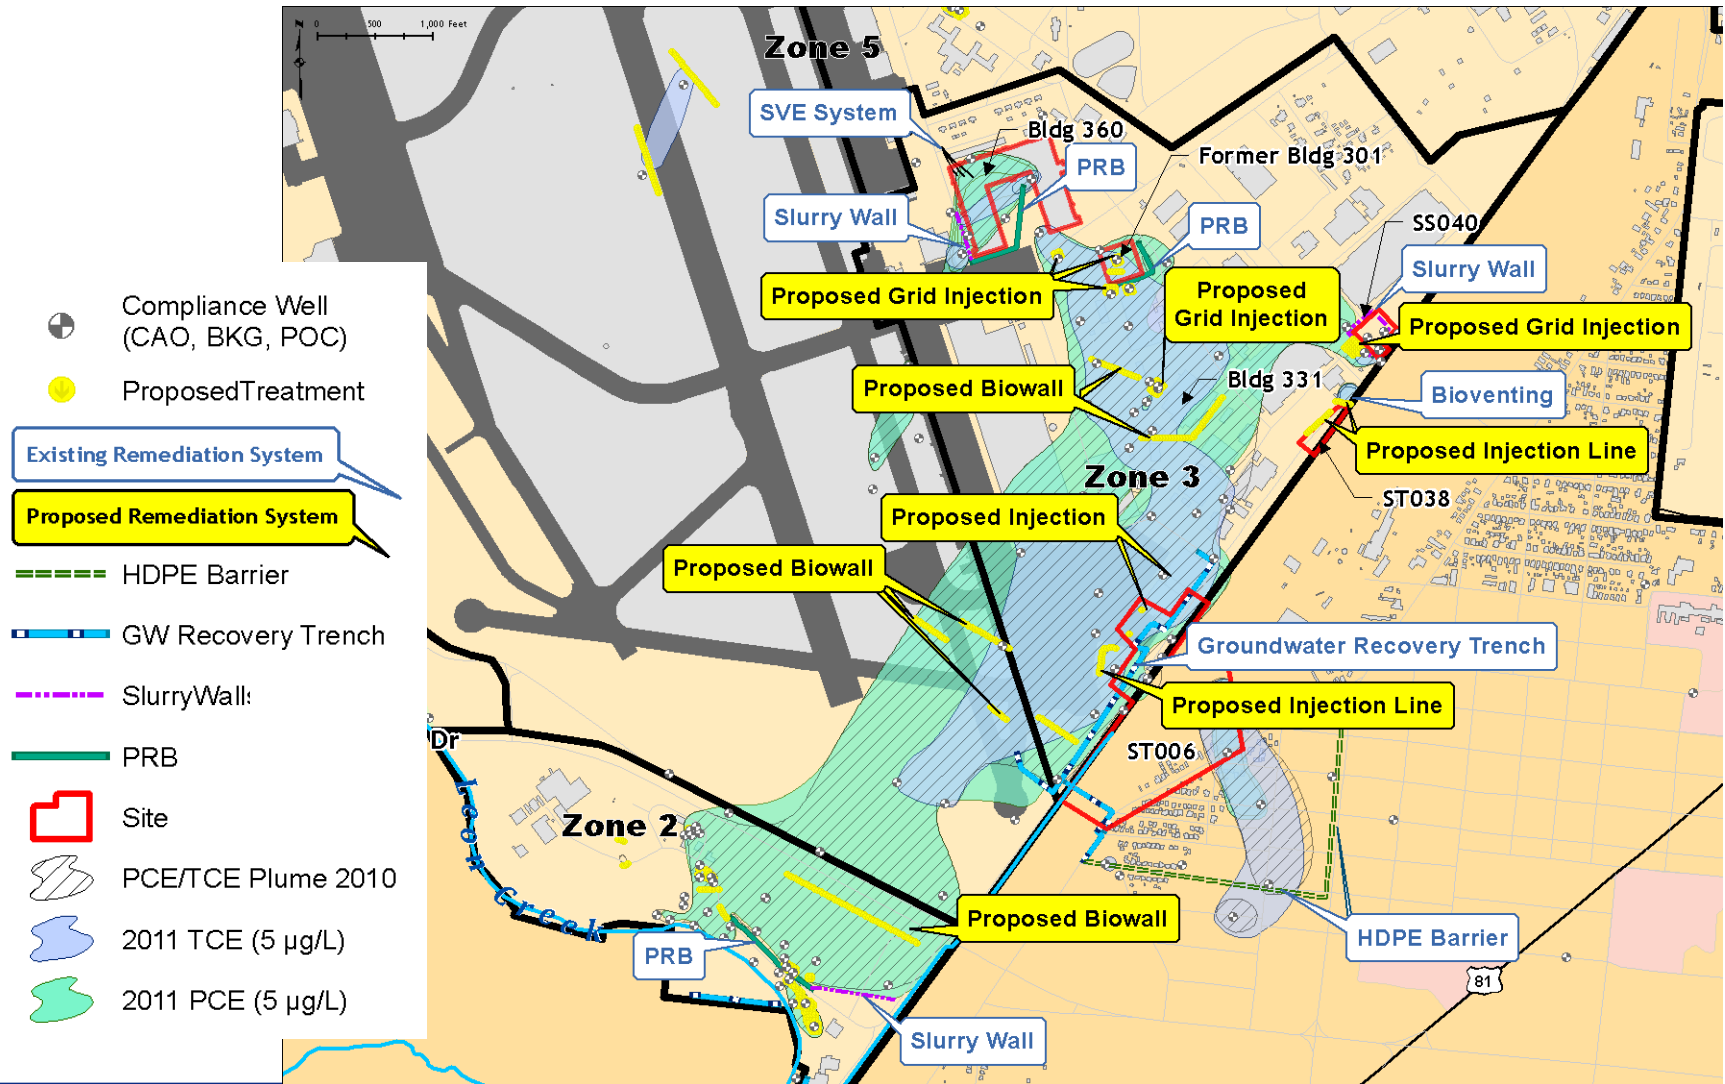 N
0 500 1,000 Feet
Zone 5
SVE System
Bldg 360
PRB
Former Bldg 301
Slurry Wall
PRB
SS040
Slurry Wall
Proposed Grid Injection
Proposed
Grid Injection
Proposed Grid Injection
Proposed Biowall
Bldg 331
Bioventing
Proposed Injection Line
Zone 3
ST038
Proposed Injection
Proposed Biowall
Groundwater Recovery Trench
Proposed Injection Line
ST006
Dr
Leon Creek
Zone 2
Proposed Biowall
HDPE Barrier
PRB
81
Slurry Wall
Compliance Well
(CAO, BKG, POC)
ProposedTreatment
Existing Remediation System
Proposed Remediation System
HDPE Barrier
GW Recovery Trench
SlurryWalls
PRB
Site
PCE/TCE Plume 2010
2011 TCE (5 µg/L)
2011 PCE (5 µg/L)